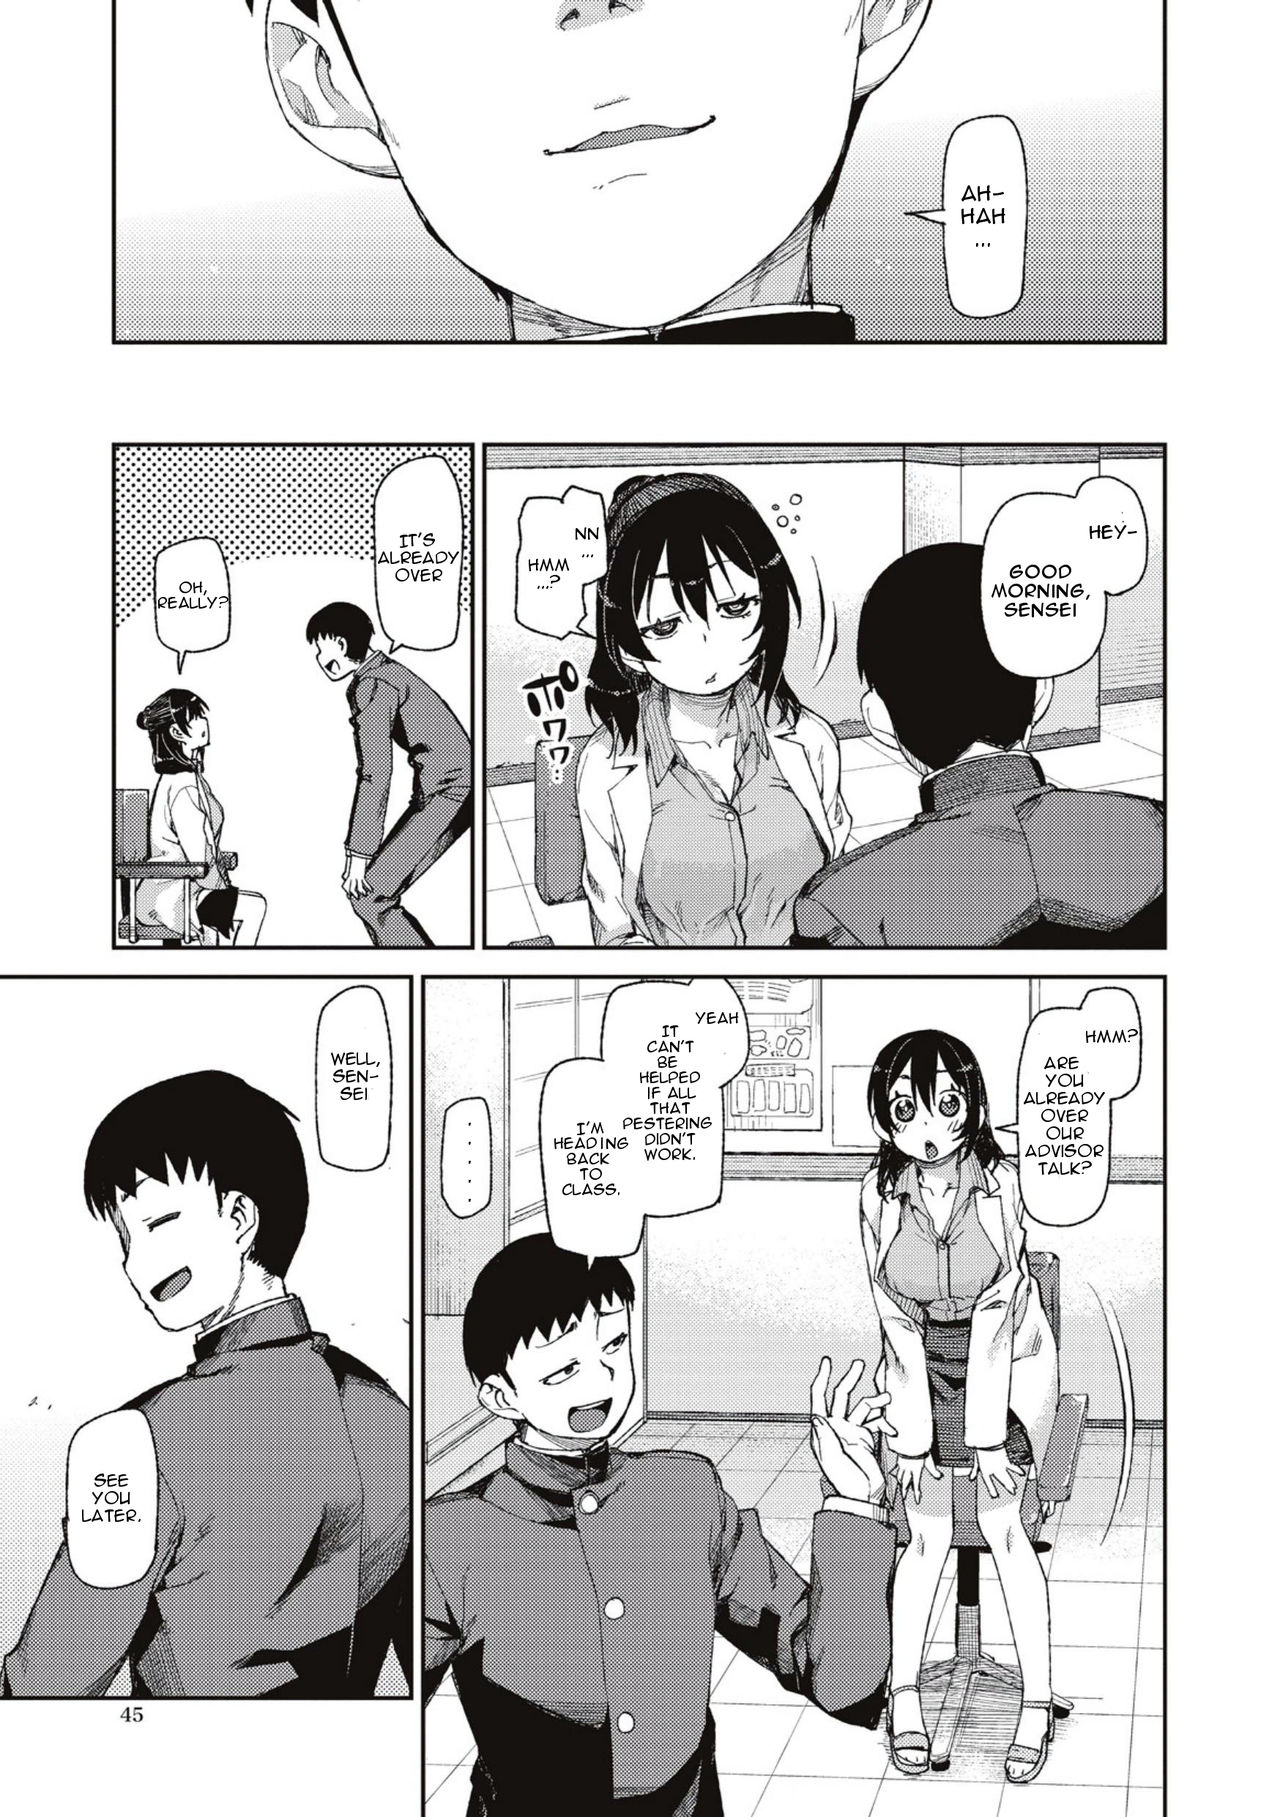 AH-
HAH
...
HEY-
GOOD
MORNING,
SENSEI
NN
...
HMM
...?
ポワワ...
IT'S
ALREADY
OVER
OH,
REALLY?
HMM?
ARE
YOU
ALREADY
OVER
OUR
ADVISOR
TALK?
YEAH
IT
CAN'T
BE
HELPED
IF ALL
THAT
PESTERING
DIDN'T
WORK.
I'M
HEADING
BACK
TO
CLASS.
.....
WELL,
SEN-
SEI
SEE
YOU
LATER.
45